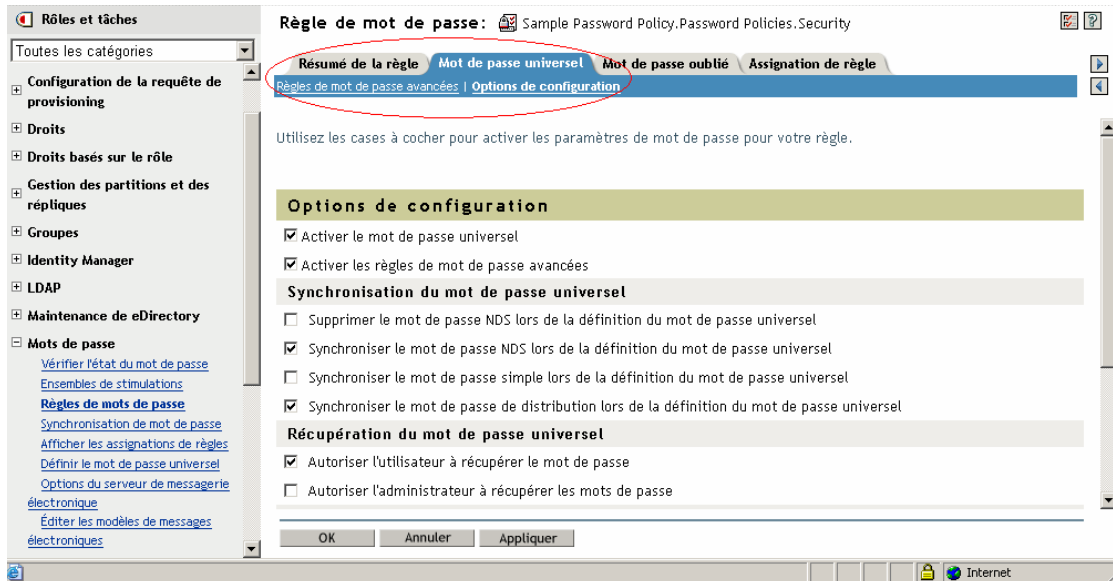 Rôles et tâches
Toutes les catégories
Configuration de la requête de
provisioning
Droits
Droits basés sur le rôle
Gestion des partitions et des
répliques
Groupes
Identity Manager
LDAP
Maintenance de eDirectory
Mots de passe
Vérifier l'état du mot de passe
Ensembles de stimulations
Règles de mots de passe
Synchronisation de mot de passe
Afficher les assignations de règles
Définir le mot de passe universel
Options du serveur de messagerie
électronique
Éditer les modèles de messages
électroniques
Règle de mot de passe: Sample Password Policy.Password Policies.Security
Résumé de la règle Mot de passe universel Mot de passe oublié Assignation de règle
Règles de mot de passe avancées | Options de configuration
Utilisez les cases à cocher pour activer les paramètres de mot de passe pour votre règle.
Options de configuration
Activer le mot de passe universel
Activer les règles de mot de passe avancées
Synchronisation du mot de passe universel
Supprimer le mot de passe NDS lors de la définition du mot de passe universel
Synchroniser le mot de passe NDS lors de la définition du mot de passe universel
Synchroniser le mot de passe simple lors de la définition du mot de passe universel
Synchroniser le mot de passe de distribution lors de la définition du mot de passe universel
Récupération du mot de passe universel
Autoriser l'utilisateur à récupérer le mot de passe
Autoriser l'administrateur à récupérer les mots de passe
OK Annuler Appliquer
Internet